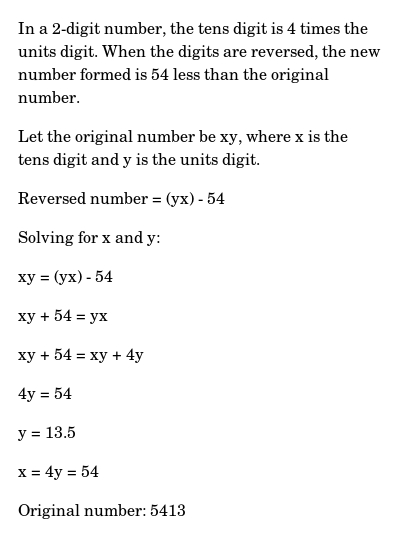 In a 2-digit number, the tens digit is 4 times the
units digit. When the digits are reversed, the new
number formed is 54 less than the original
number.
Let the original number be xy, where x is the
tens digit and y is the units digit.
Reversed number = (yx) - 54
Solving for x and y:
xy = (yx) - 54
xy + 54 = yx
xy + 54 = xy + 4y
4y = 54
y = 13.5
x = 4y = 54
Original number: 5413